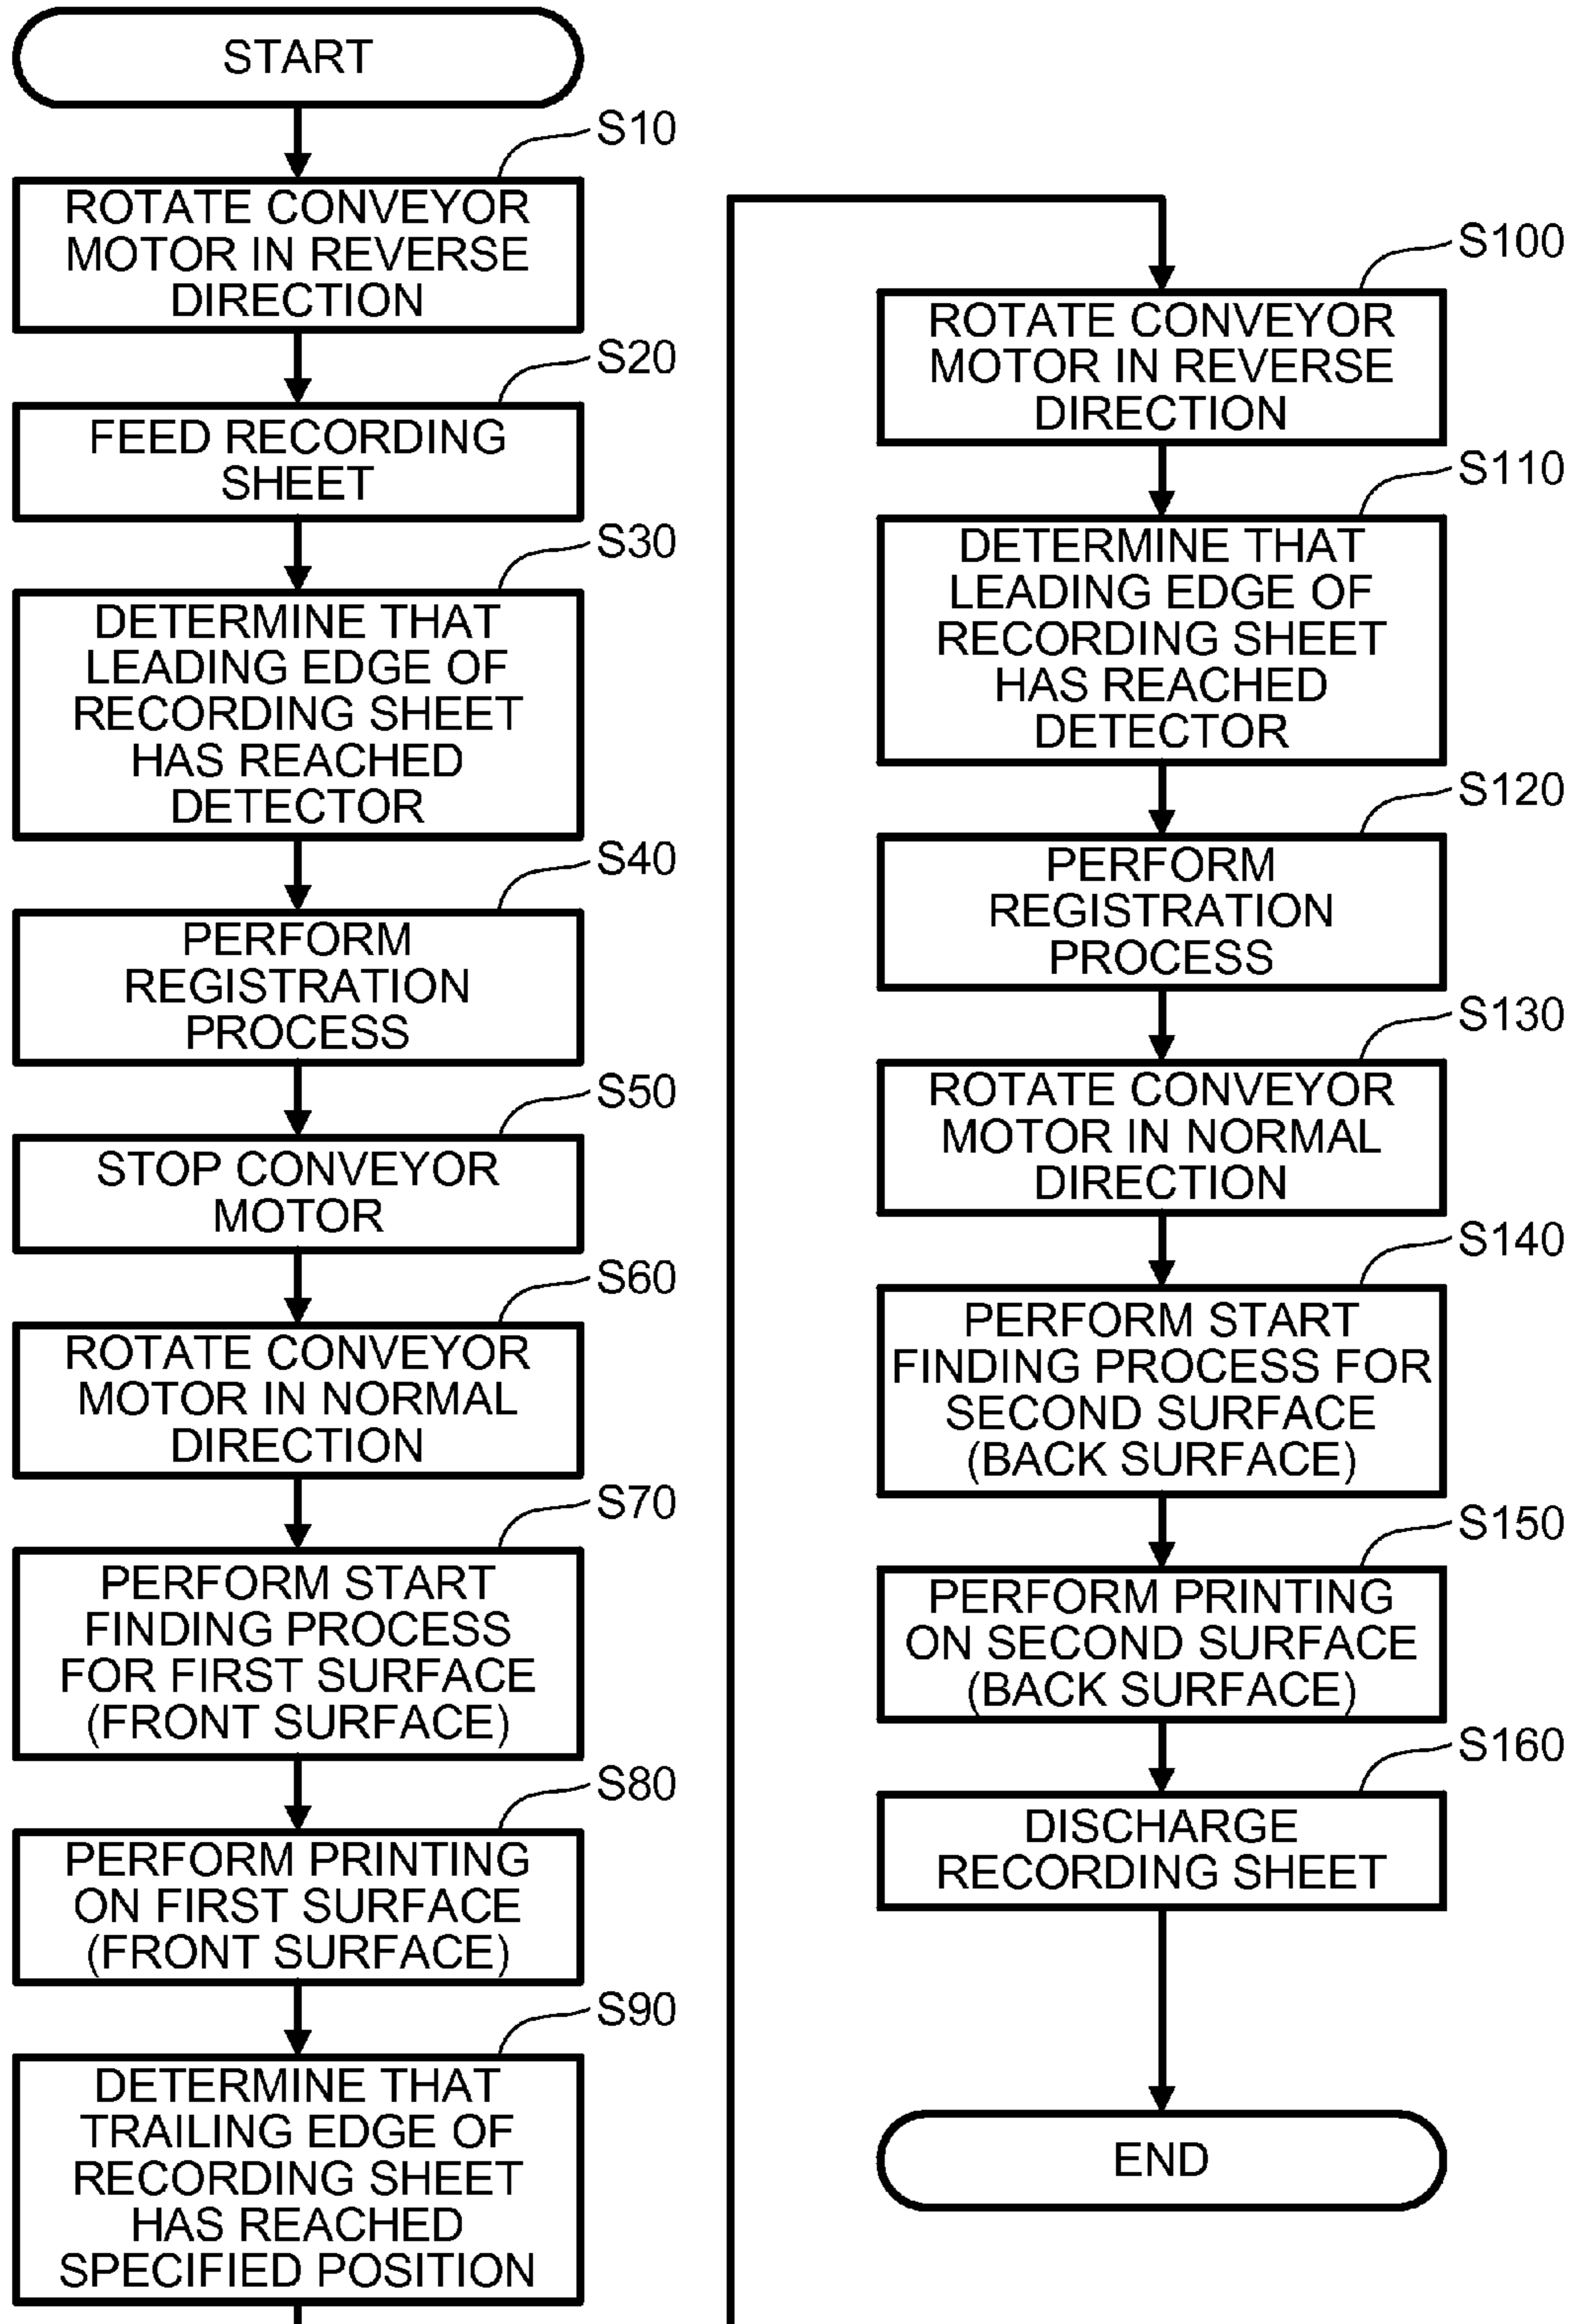 START
S10
ROTATE CONVEYOR
MOTOR IN REVERSE
DIRECTION
S20
FEED RECORDING
SHEET
S30
DETERMINE THAT
LEADING EDGE OF
RECORDING SHEET
HAS REACHED
DETECTOR
S40
PERFORM
REGISTRATION
PROCESS
S50
STOP CONVEYOR
MOTOR
S60
ROTATE CONVEYOR
MOTOR IN NORMAL
DIRECTION
S70
PERFORM START
FINDING PROCESS
FOR FIRST SURFACE
(FRONT SURFACE)
S80
PERFORM PRINTING
ON FIRST SURFACE
(FRONT SURFACE)
S90
DETERMINE THAT
TRAILING EDGE OF
RECORDING SHEET
HAS REACHED
SPECIFIED POSITION
S100
ROTATE CONVEYOR
MOTOR IN REVERSE
DIRECTION
S110
DETERMINE THAT
LEADING EDGE OF
RECORDING SHEET
HAS REACHED
DETECTOR
S120
PERFORM
REGISTRATION
PROCESS
S130
ROTATE CONVEYOR
MOTOR IN NORMAL
DIRECTION
S140
PERFORM START
FINDING PROCESS FOR
SECOND SURFACE
(BACK SURFACE)
S150
PERFORM PRINTING
ON SECOND SURFACE
(BACK SURFACE)
S160
DISCHARGE
RECORDING SHEET
END